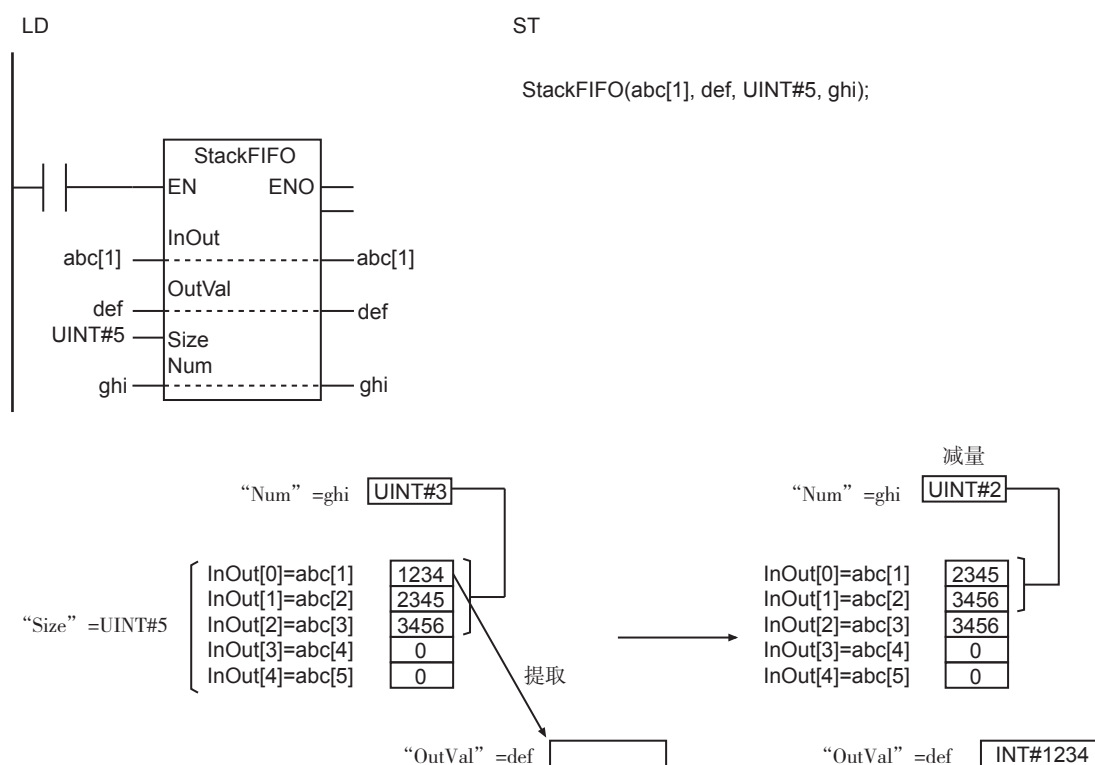 LD
ST
StackFIFO(abc[1], def, UINT#5, ghi);
StackFIFO
EN ENO
InOut
abc[1] abc[1]
OutVal
def def
UINT#5 Size
Num
ghi ghi
减量
“Num” =ghi UINT#3
“Num” =ghi UINT#2
“Size” =UINT#5
InOut[0]=abc[1] 1234
InOut[1]=abc[2] 2345
InOut[2]=abc[3] 3456
InOut[3]=abc[4] 0
InOut[4]=abc[5] 0
提取
InOut[0]=abc[1] 2345
InOut[1]=abc[2] 3456
InOut[2]=abc[3] 3456
InOut[3]=abc[4] 0
InOut[4]=abc[5] 0
“OutVal” =def
“OutVal” =def INT#1234